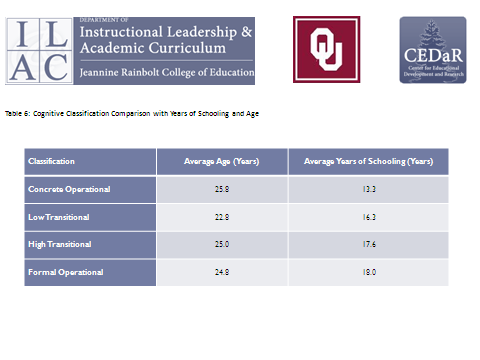 IL
AC
DEPARTMENT OF
Instructional Leadership &
Academic Curriculum
Jeannine Rainbolt College of Education
OU
CEDaR
Center for Educational
Development and Research
Table 6: Cognitive Classification Comparison with Years of Schooling and Age
Classification Average Age (Years) Average Years of Schooling (Years)
Concrete Operational 25.8 13.3
Low Transitional 22.8 16.3
High Transitional 25.0 17.6
Formal Operational 24.8 18.0